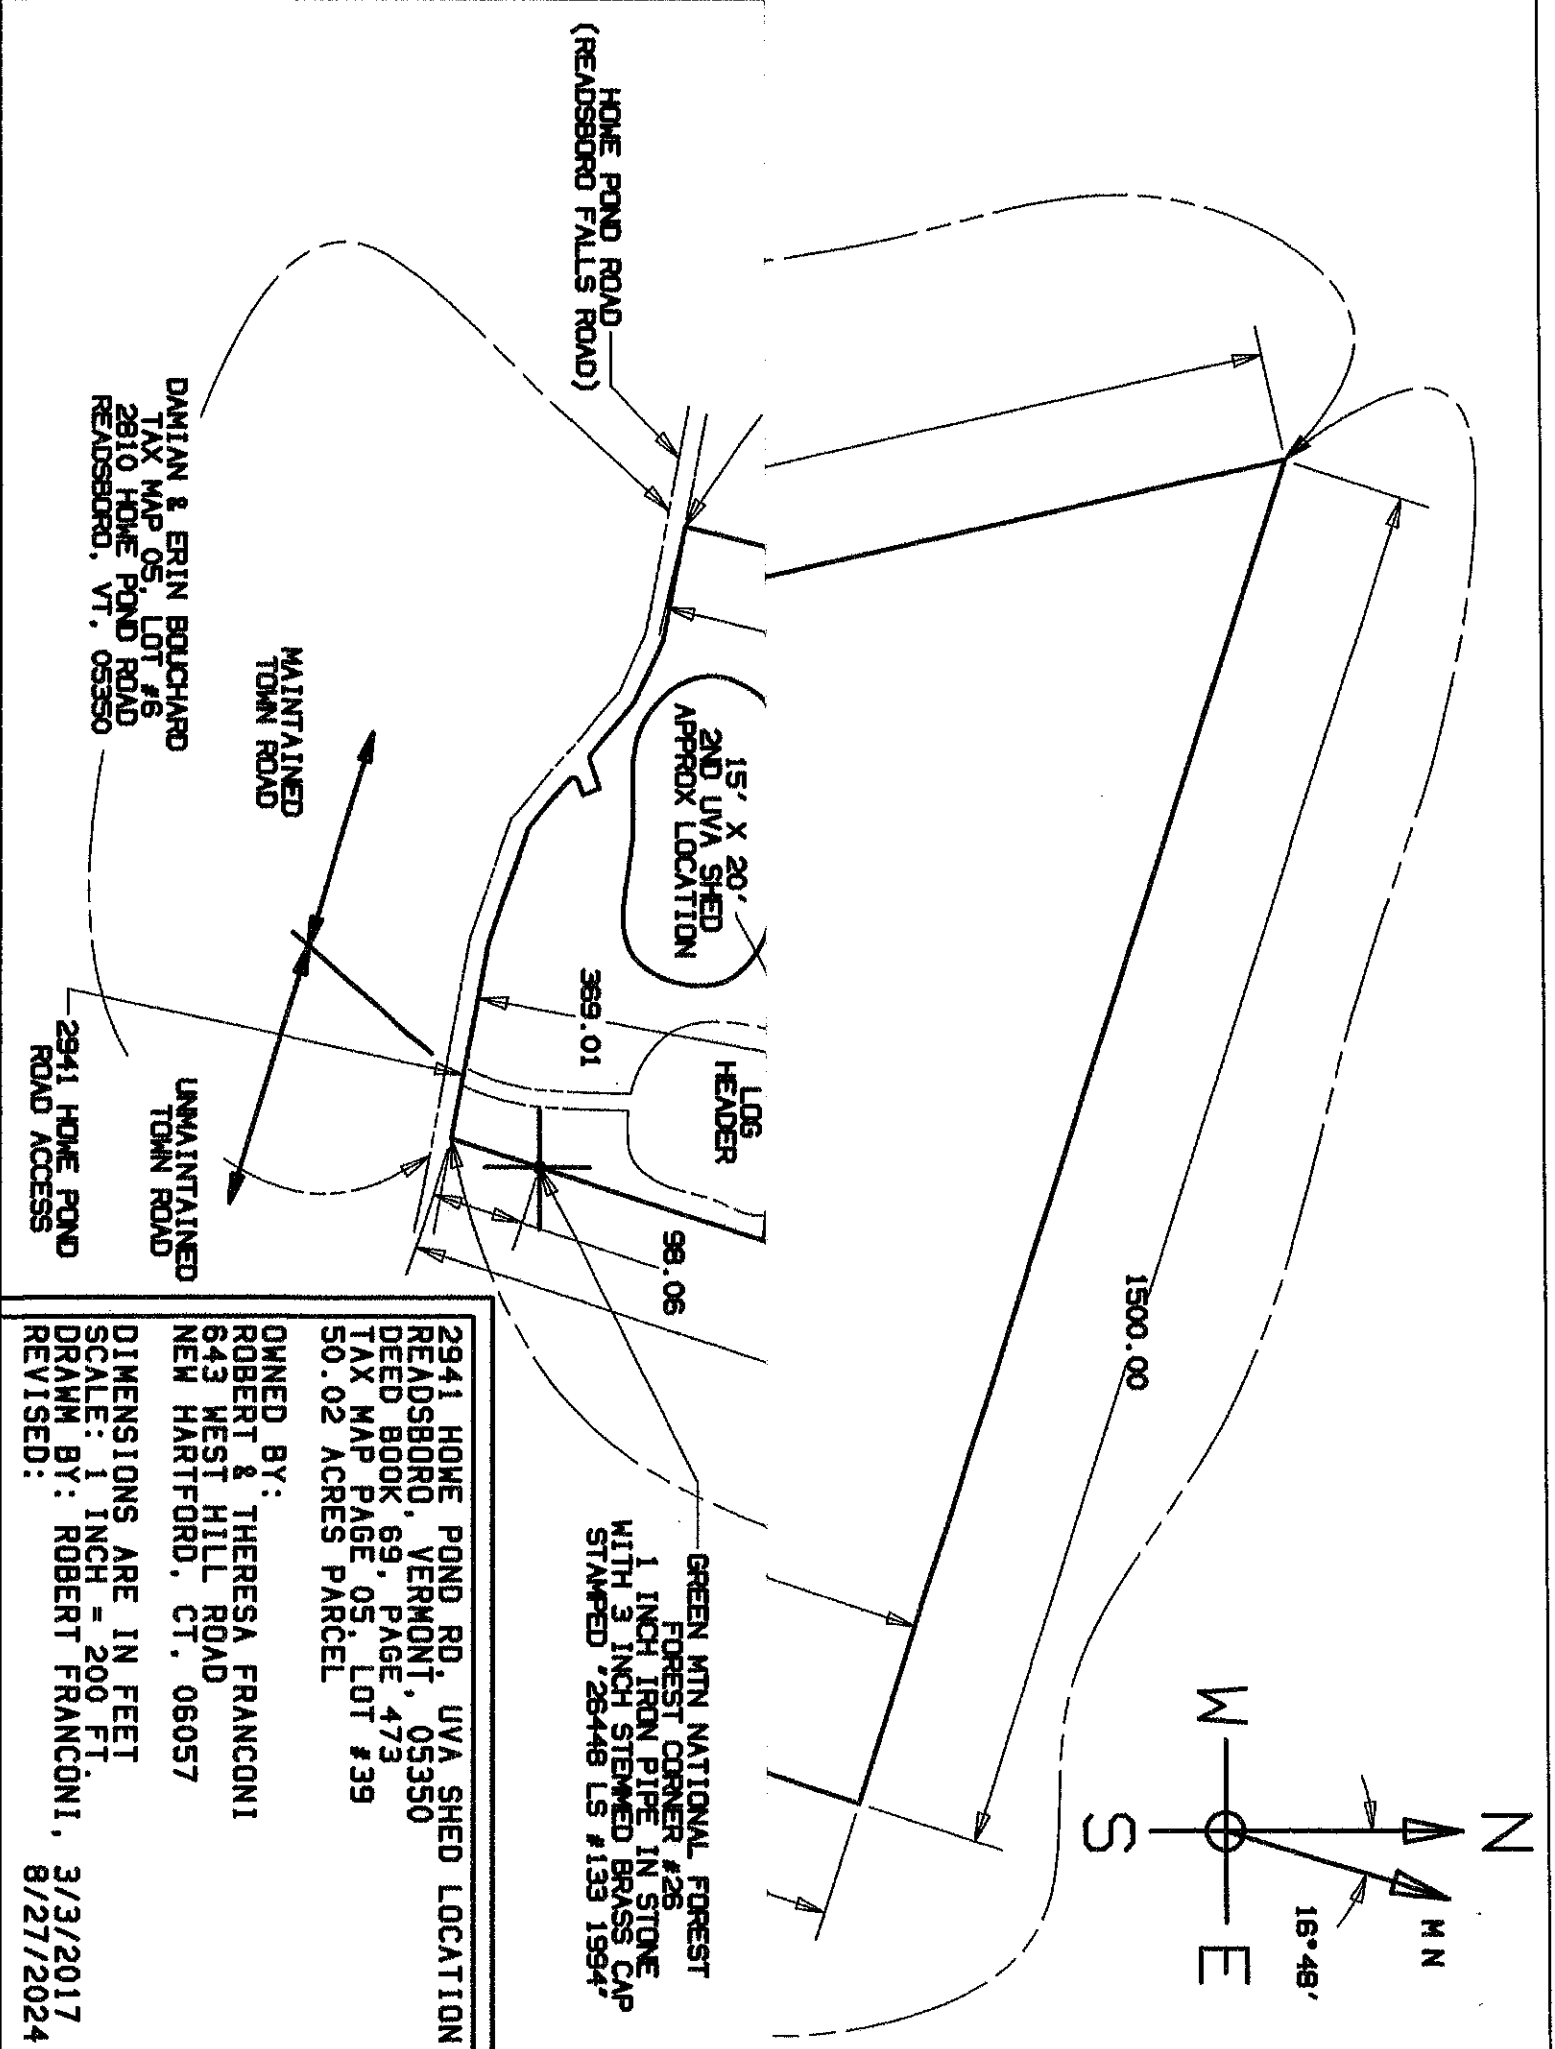 N
M N
16°48'
W
E
S
1500.00
HOWE POND ROAD
(READSBORO FALLS ROAD)
15' X 20'
2ND UVA SHED
APPROX LOCATION
LOG
HEADER
369.01
98.06
GREEN MTN NATIONAL FOREST
FOREST CORNER #26
1 INCH IRON PIPE IN STONE
WITH 3 INCH STEMMED BRASS CAP
STAMPED "26448 LS #133 1994"
MAINTAINED
TOWN ROAD
DAMIAN & ERIN BOUCHARD
TAX MAP 05, LOT #6
2810 HOWE POND ROAD
READSBORO, VT, 05350
UNMAINTAINED
TOWN ROAD
2941 HOWE POND
ROAD ACCESS
2941 HOWE POND RD, UVA SHED LOCATION
READSBORO, VERMONT, 05350
DEED BOOK 69, PAGE 473
TAX MAP PAGE 05, LOT #39
50.02 ACRES PARCEL
OWNED BY:
ROBERT & THERESA FRANCONI
643 WEST HILL ROAD
NEW HARTFORD, CT, 06057
DIMENSIONS ARE IN FEET
SCALE: 1 INCH = 200 FT.
DRAWM BY: ROBERT FRANCONI, 3/3/2017
REVISED: 8/27/2024